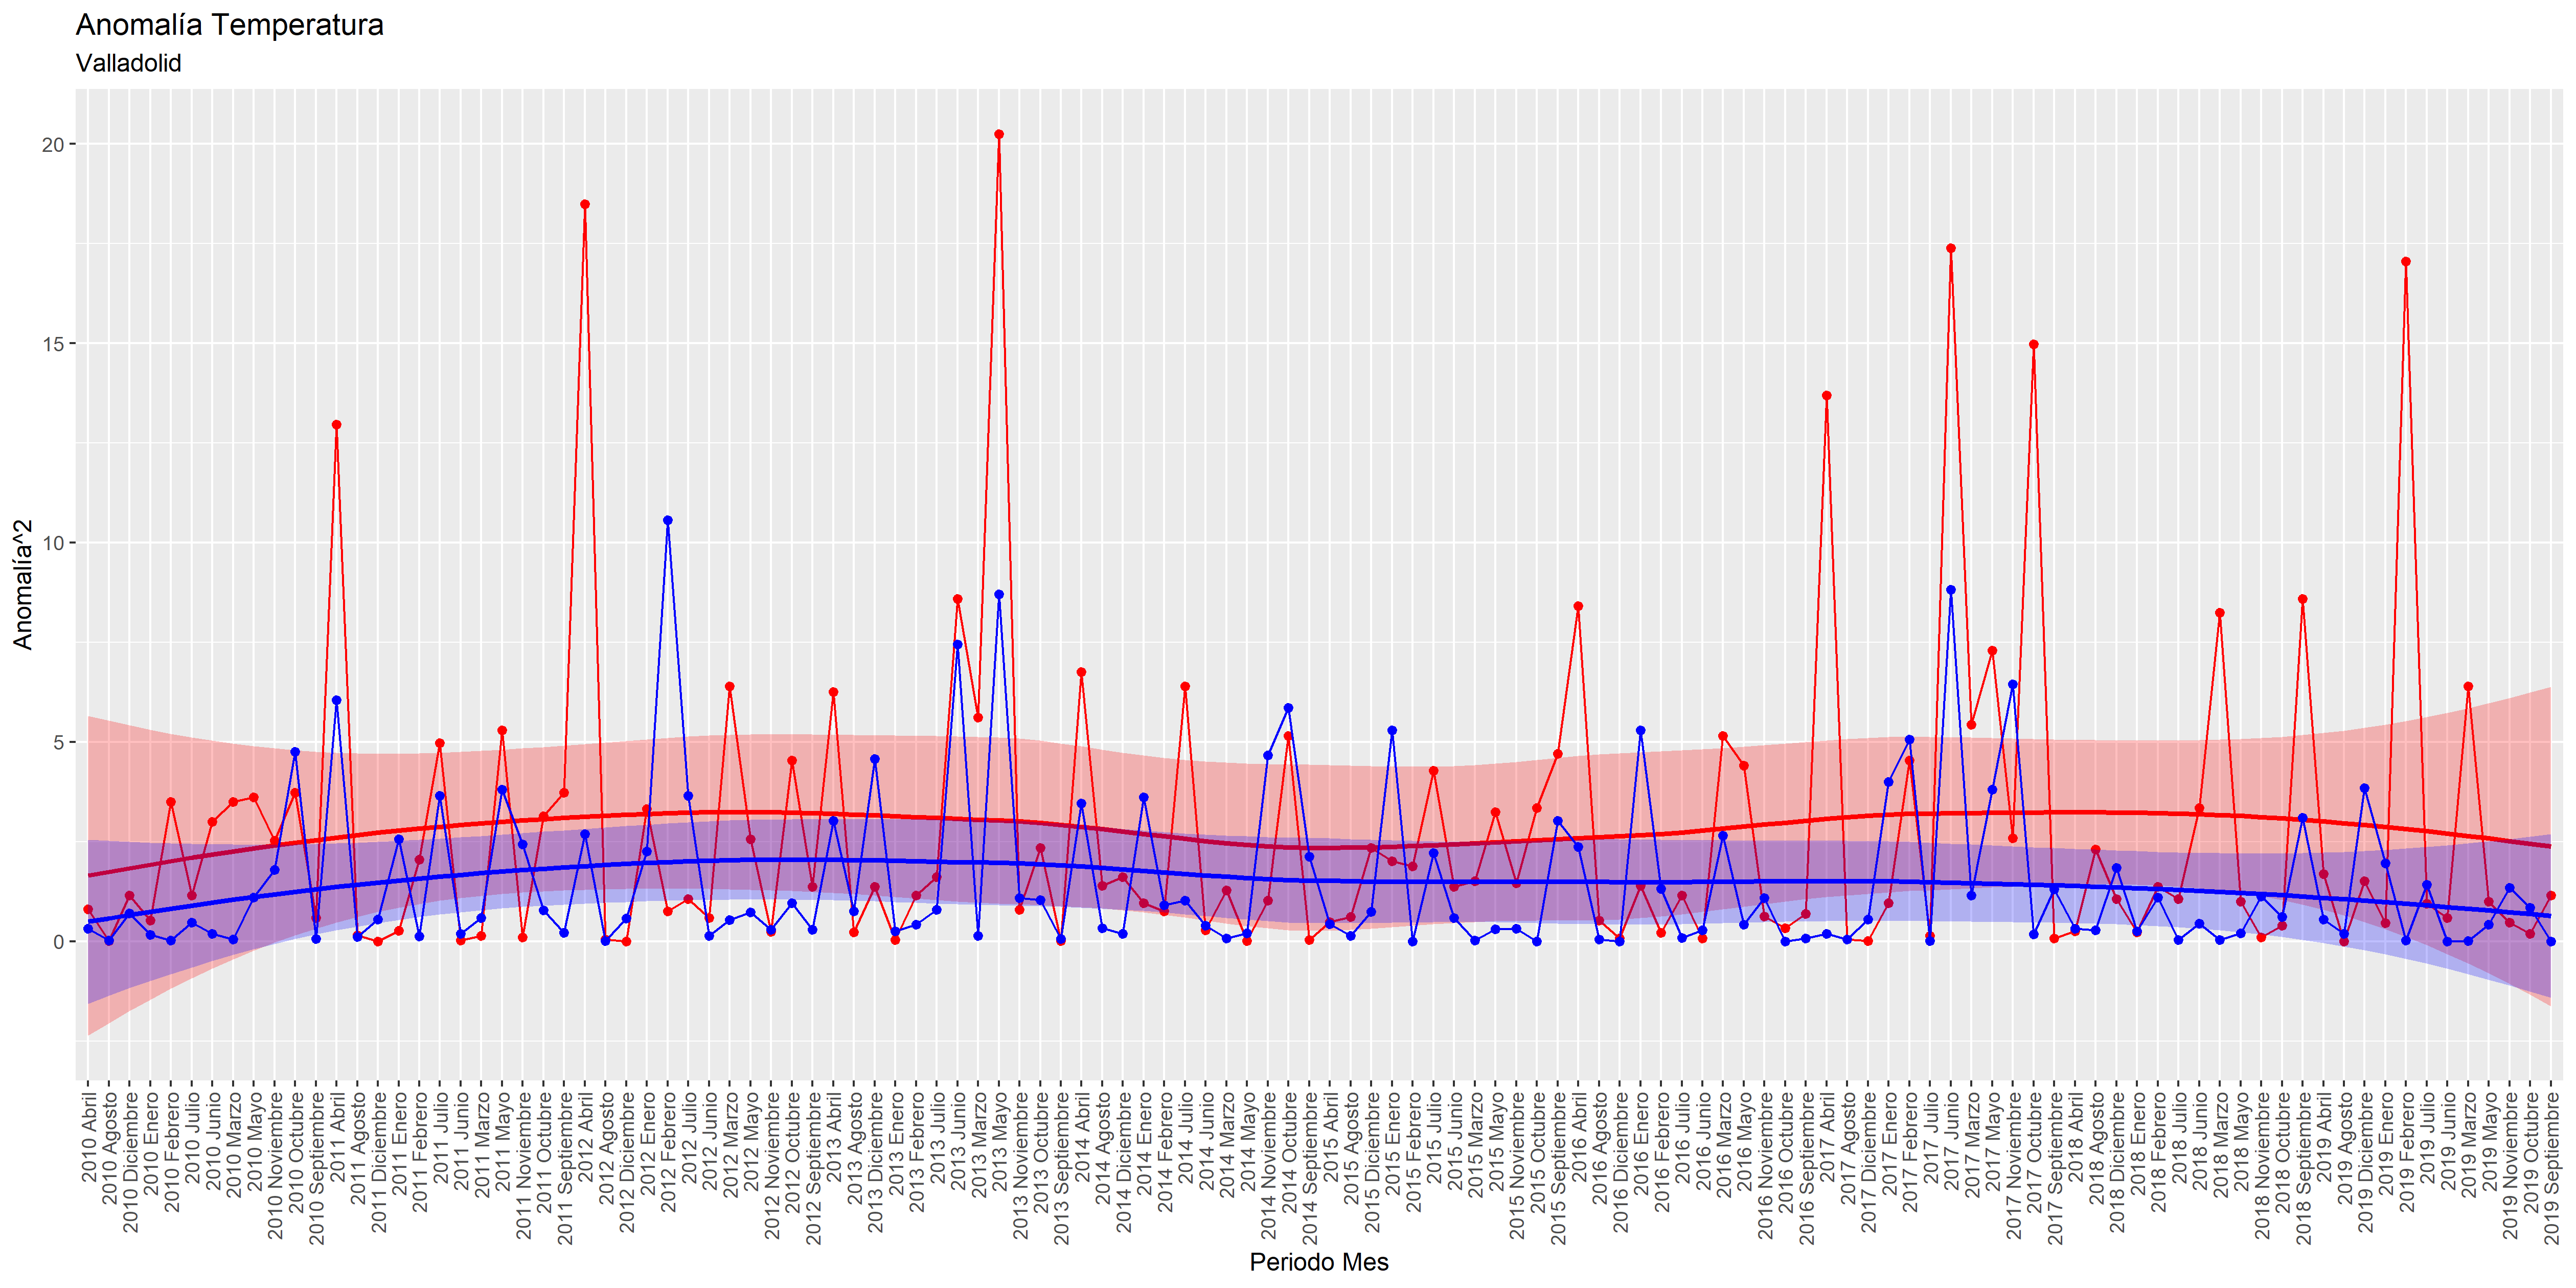 Anomalía Temperatura
Valladolid
Anomalía^2
20
15
10
5
0
2010 Abril
2010 Agosto
2010 Diciembre
2010 Enero
2010 Febrero
2010 Julio
2010 Junio
2010 Marzo
2010 Mayo
2010 Noviembre
2010 Octubre
2010 Septiembre
2011 Abril
2011 Agosto
2011 Diciembre
2011 Enero
2011 Febrero
2011 Julio
2011 Junio
2011 Marzo
2011 Mayo
2011 Noviembre
2011 Octubre
2011 Septiembre
2012 Abril
2012 Agosto
2012 Diciembre
2012 Enero
2012 Febrero
2012 Julio
2012 Junio
2012 Marzo
2012 Mayo
2012 Noviembre
2012 Octubre
2012 Septiembre
2013 Abril
2013 Agosto
2013 Diciembre
2013 Enero
2013 Febrero
2013 Julio
2013 Junio
2013 Marzo
2013 Mayo
2013 Noviembre
2013 Octubre
2013 Septiembre
2014 Abril
2014 Agosto
2014 Diciembre
2014 Enero
2014 Febrero
2014 Julio
2014 Junio
2014 Marzo
2014 Mayo
2014 Noviembre
2014 Octubre
2014 Septiembre
2015 Abril
2015 Agosto
2015 Diciembre
2015 Enero
2015 Febrero
2015 Julio
2015 Junio
2015 Marzo
2015 Mayo
2015 Noviembre
2015 Octubre
2015 Septiembre
2016 Abril
2016 Agosto
2016 Diciembre
2016 Enero
2016 Febrero
2016 Julio
2016 Junio
2016 Marzo
2016 Mayo
2016 Noviembre
2016 Octubre
2016 Septiembre
2017 Abril
2017 Agosto
2017 Diciembre
2017 Enero
2017 Febrero
2017 Julio
2017 Junio
2017 Marzo
2017 Mayo
2017 Noviembre
2017 Octubre
2017 Septiembre
2018 Abril
2018 Agosto
2018 Diciembre
2018 Enero
2018 Febrero
2018 Julio
2018 Junio
2018 Marzo
2018 Mayo
2018 Noviembre
2018 Octubre
2018 Septiembre
2019 Abril
2019 Agosto
2019 Diciembre
2019 Enero
2019 Febrero
2019 Julio
2019 Junio
2019 Marzo
2019 Mayo
2019 Noviembre
2019 Octubre
2019 Septiembre
Periodo Mes